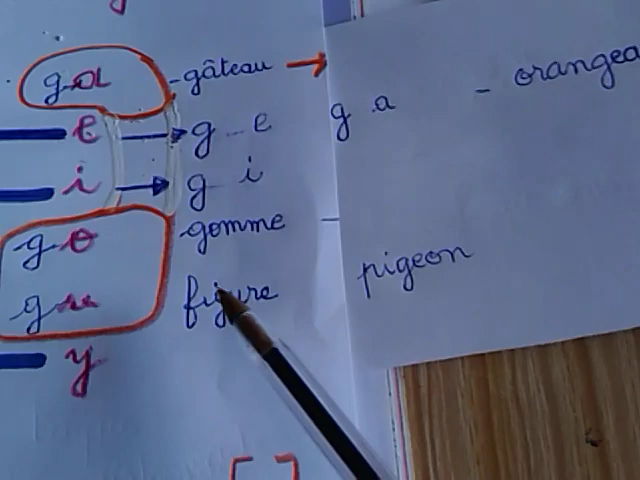 ga - gâteau → - orangea
e → g e g a
i → g i
go gomme -
gu figure pigeon
y
[ ]